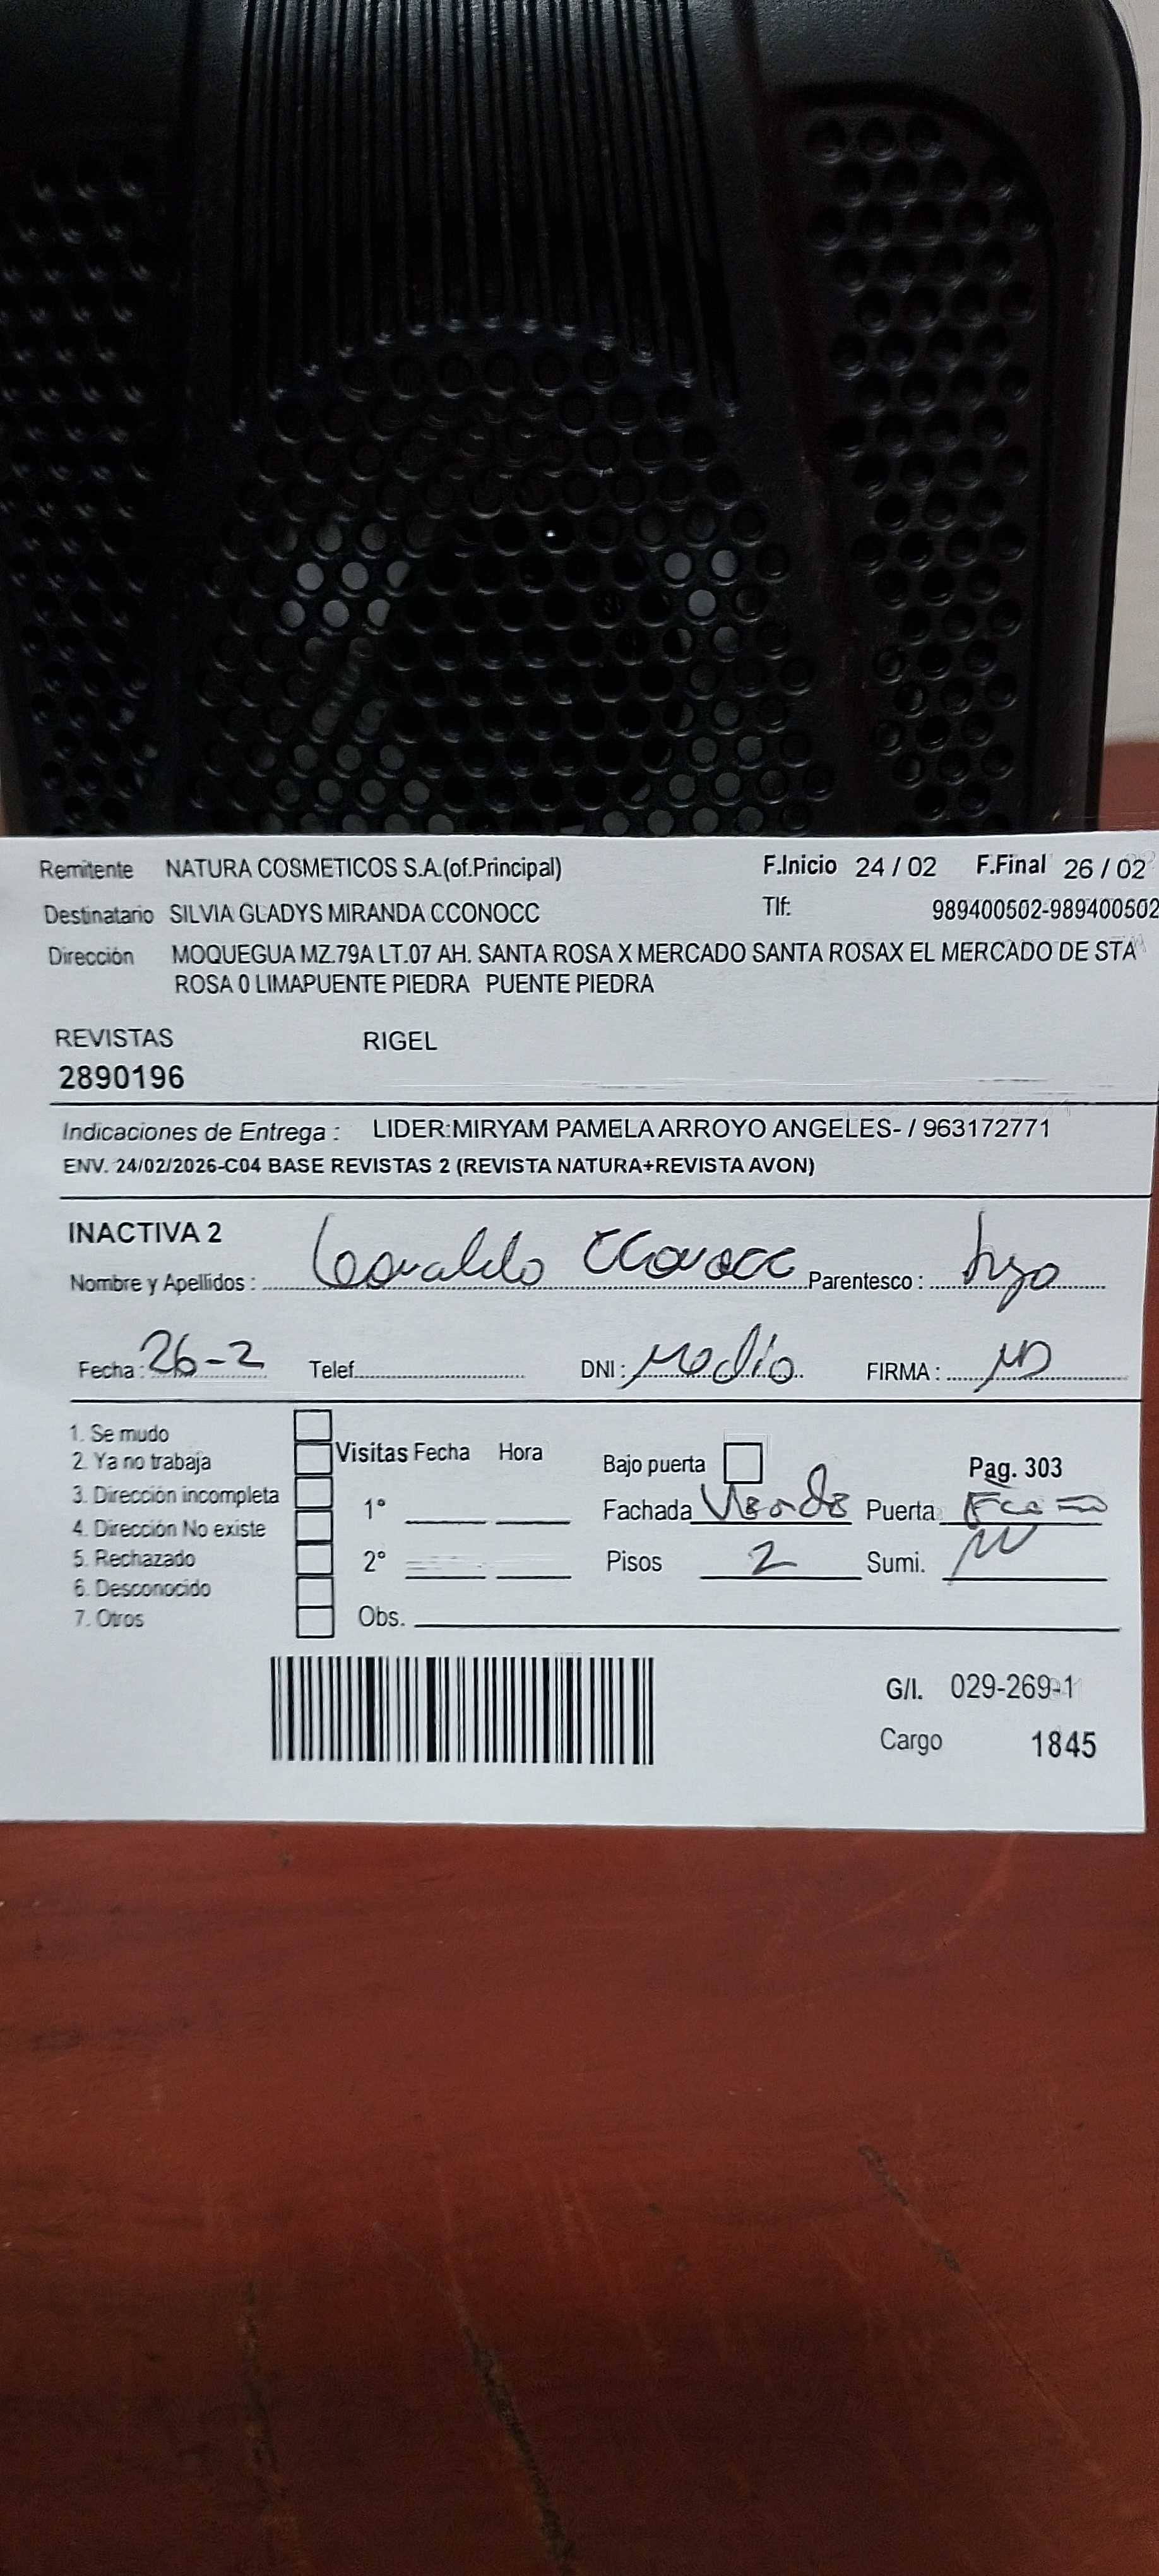 Remitente NATURA COSMETICOS S.A.(of.Principal) F.Inicio 24 / 02 F.Final 26 / 02
Destinatario SILVIA GLADYS MIRANDA CCONOCC Tlf: 989400502-989400502
Dirección MOQUEGUA MZ.79A LT.07 AH. SANTA ROSA X MERCADO SANTA ROSAX EL MERCADO DE STA
ROSA 0 LIMAPUENTE PIEDRA PUENTE PIEDRA
REVISTAS RIGEL
2890196
Indicaciones de Entrega : LIDER:MIRYAM PAMELA ARROYO ANGELES- / 963172771
ENV. 24/02/2026-C04 BASE REVISTAS 2 (REVISTA NATURA+REVISTA AVON)
INACTIVA 2
Nombre y Apellidos : CConocc Parentesco :
Fecha : 26-2 Telef. DNI : FIRMA :
1. Se mudo
2. Ya no trabaja
3. Dirección incompleta
4. Dirección No existe
5. Rechazado
6. Desconocido
7. Otros
Visitas Fecha Hora
1°
2°
Obs.
Bajo puerta Pag. 303
Fachada Puerta
Pisos 2 Sumi.
G/I. 029-269-1
Cargo 1845